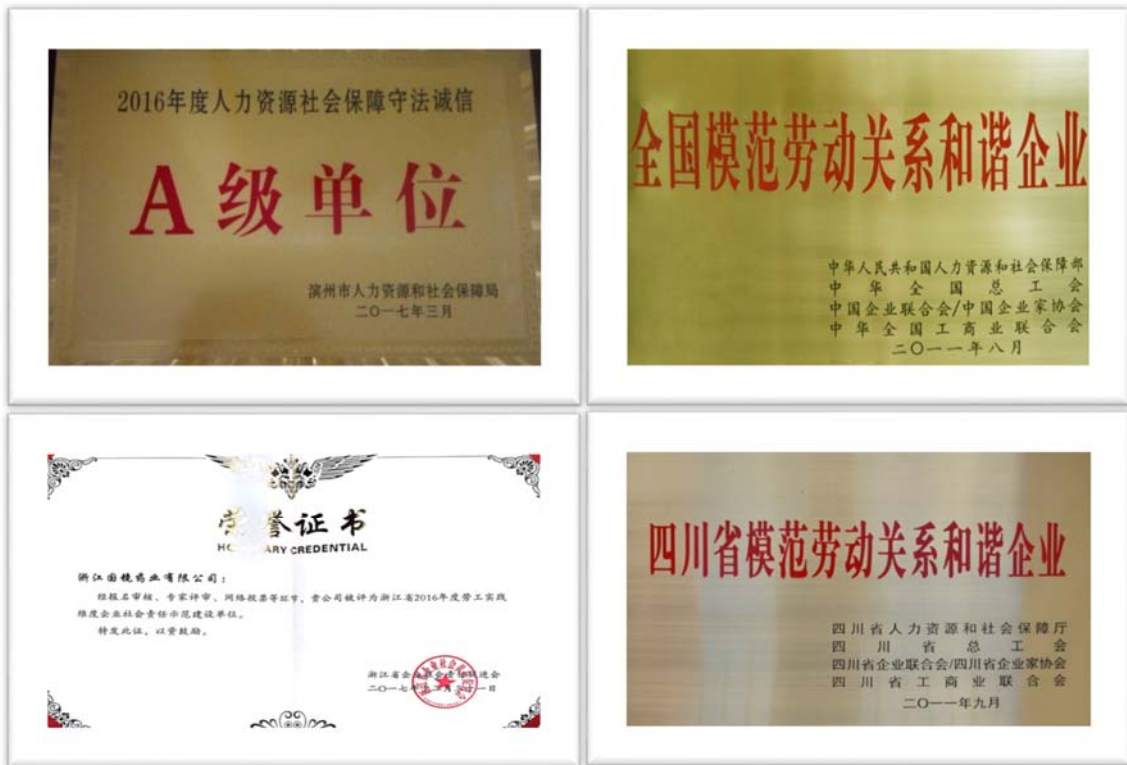 2016年度人力资源社会保障守法诚信
A级单位
滨州市人力资源和社会保障局
二〇一七年三月
全国模范劳动关系和谐企业
中华人民共和国人力资源和社会保障部
中华全国总工会
中国企业联合会/中国企业家协会
中华全国工商业联合会
二〇一一年八月
荣誉证书
浙江国镜药业有限公司:
经报名审核、专家评审、网络投票等环节,贵公司被评为浙江省2016年度劳工实践
维度企业社会责任示范建设单位。
特发此证,以资鼓励。
浙江省企业社会责任促进会
四川省模范劳动关系和谐企业
四川省人力资源和社会保障厅
四川省总工会
四川省企业联合会/四川省企业家协会
四川省工商业联合会
二〇一一年九月